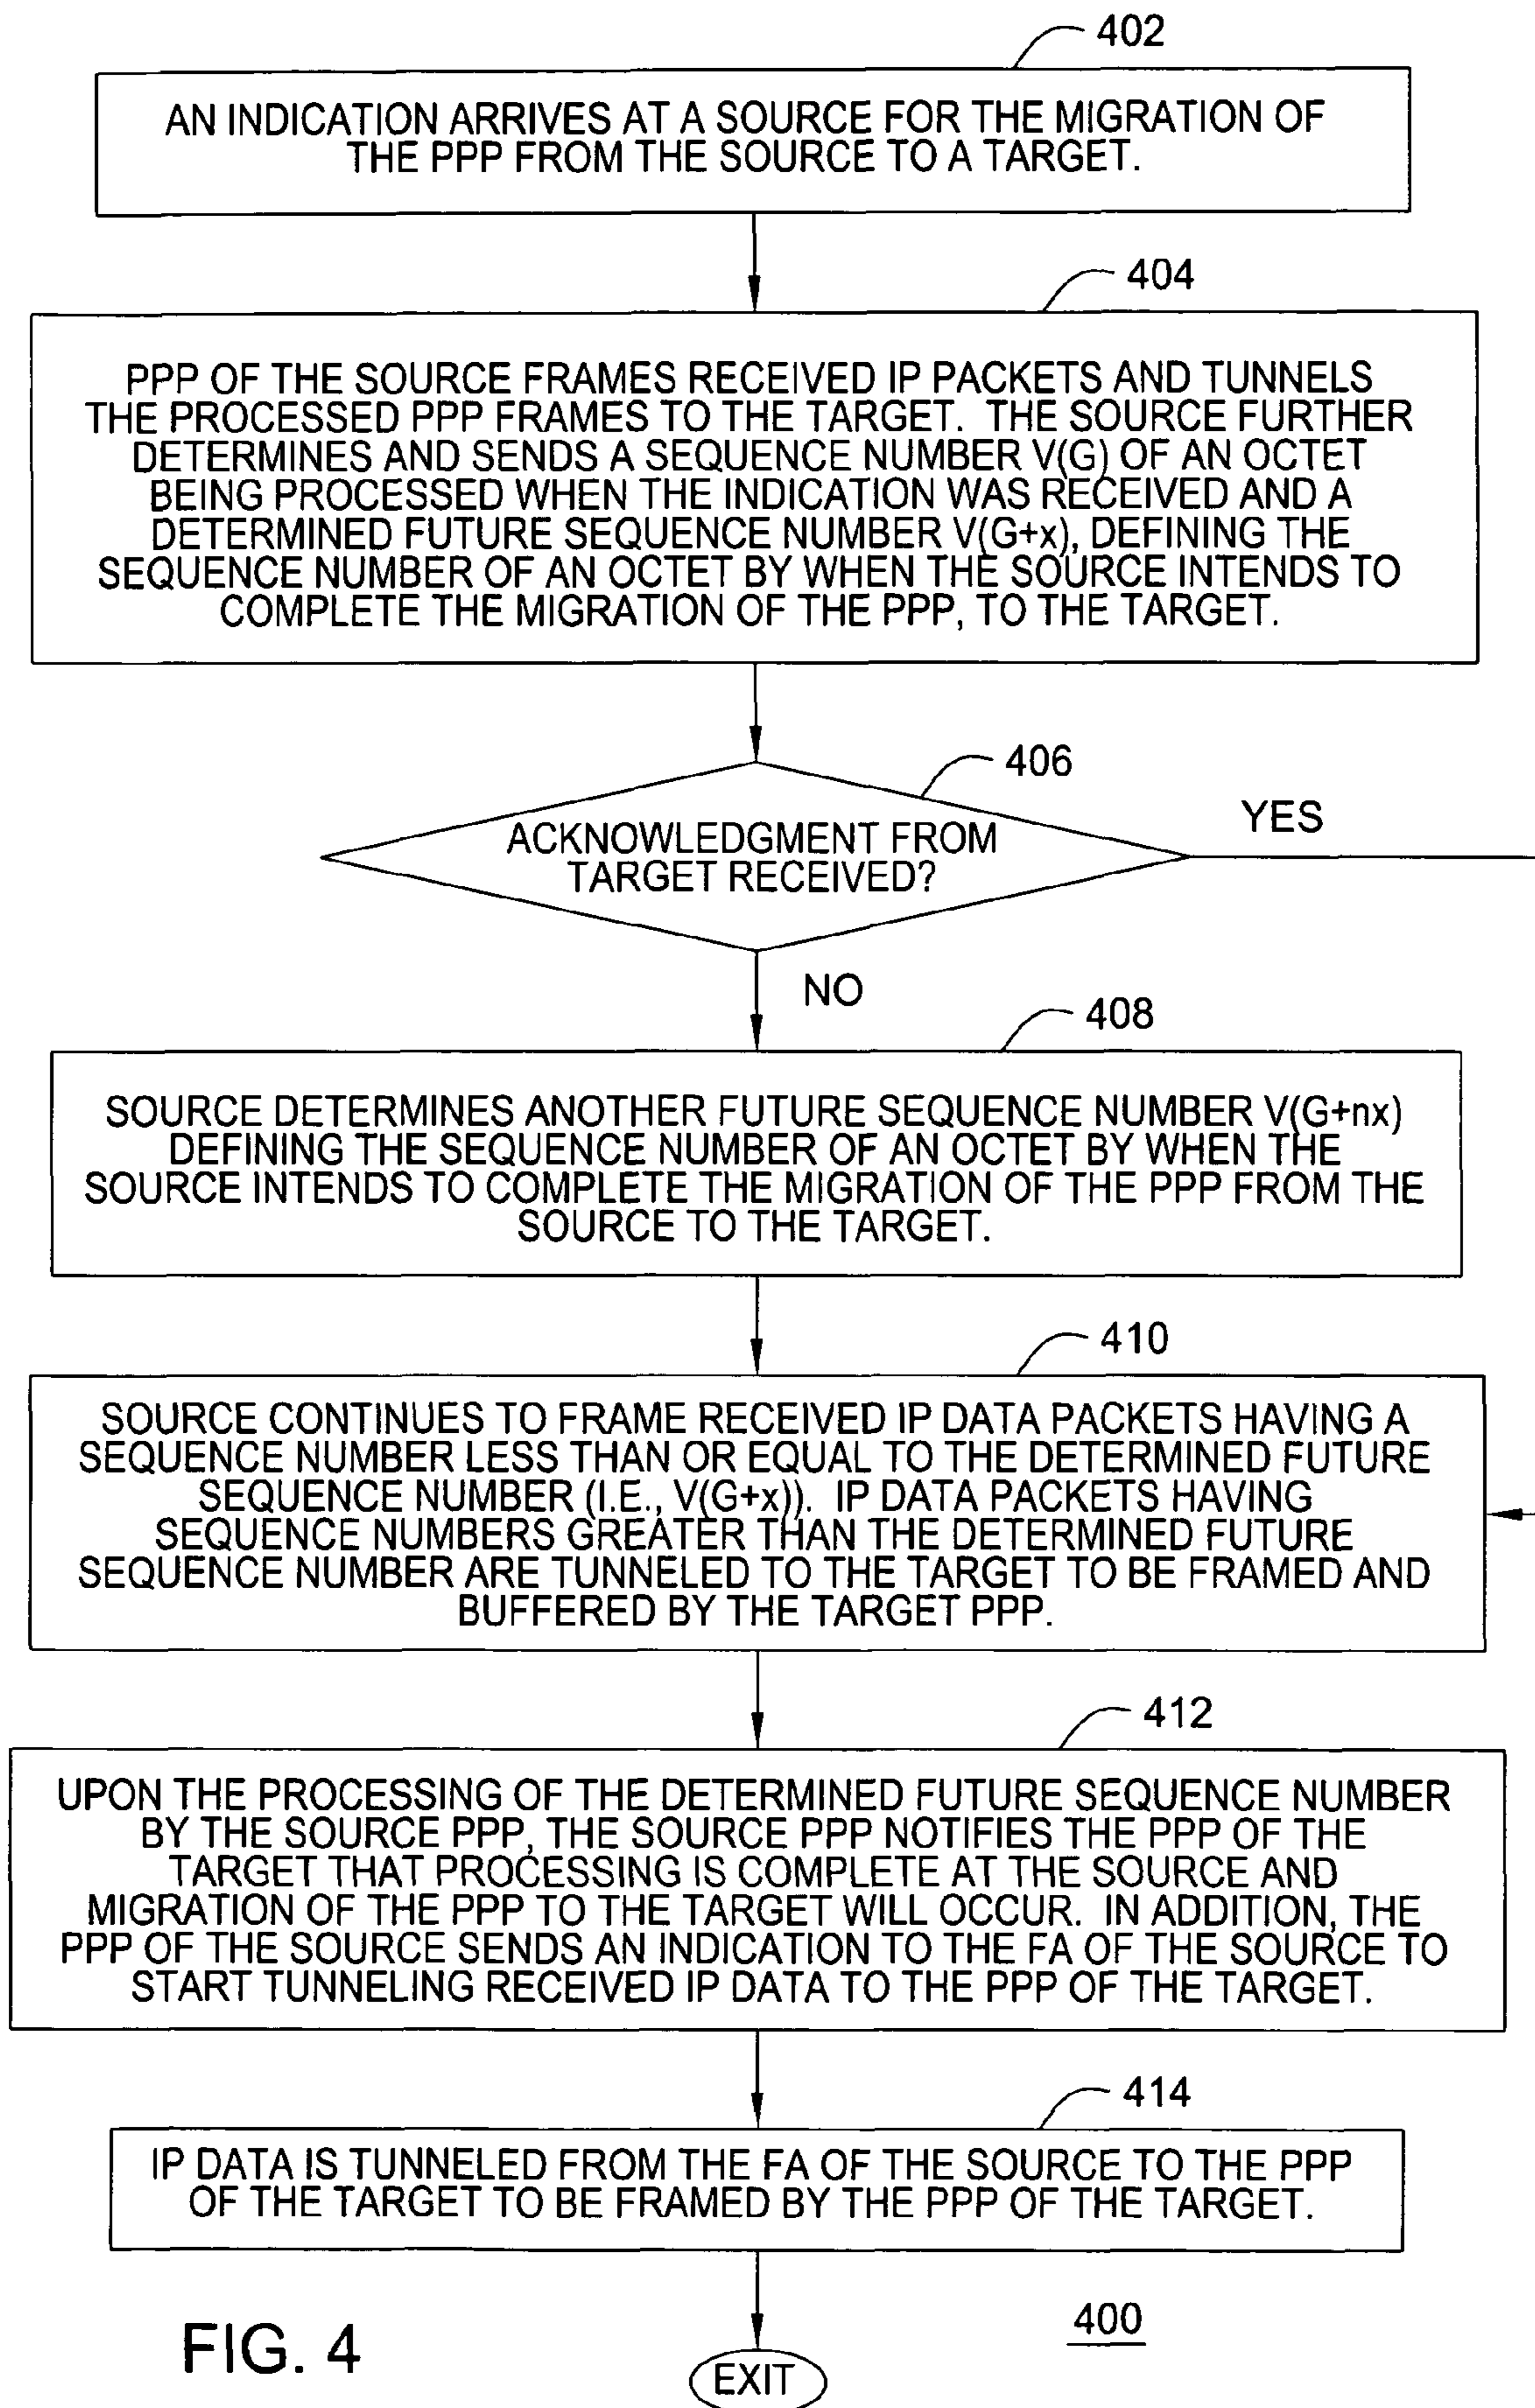 402
AN INDICATION ARRIVES AT A SOURCE FOR THE MIGRATION OF
THE PPP FROM THE SOURCE TO A TARGET.
404
PPP OF THE SOURCE FRAMES RECEIVED IP PACKETS AND TUNNELS
THE PROCESSED PPP FRAMES TO THE TARGET. THE SOURCE FURTHER
DETERMINES AND SENDS A SEQUENCE NUMBER V(G) OF AN OCTET
BEING PROCESSED WHEN THE INDICATION WAS RECEIVED AND A
DETERMINED FUTURE SEQUENCE NUMBER V(G+x), DEFINING THE
SEQUENCE NUMBER OF AN OCTET BY WHEN THE SOURCE INTENDS TO
COMPLETE THE MIGRATION OF THE PPP, TO THE TARGET.
406
YES
ACKNOWLEDGMENT FROM
TARGET RECEIVED?
NO
408
SOURCE DETERMINES ANOTHER FUTURE SEQUENCE NUMBER V(G+nx)
DEFINING THE SEQUENCE NUMBER OF AN OCTET BY WHEN THE
SOURCE INTENDS TO COMPLETE THE MIGRATION OF THE PPP FROM THE
SOURCE TO THE TARGET.
410
SOURCE CONTINUES TO FRAME RECEIVED IP DATA PACKETS HAVING A
SEQUENCE NUMBER LESS THAN OR EQUAL TO THE DETERMINED FUTURE
SEQUENCE NUMBER (I.E., V(G+x)). IP DATA PACKETS HAVING
SEQUENCE NUMBERS GREATER THAN THE DETERMINED FUTURE
SEQUENCE NUMBER ARE TUNNELED TO THE TARGET TO BE FRAMED AND
BUFFERED BY THE TARGET PPP.
412
UPON THE PROCESSING OF THE DETERMINED FUTURE SEQUENCE NUMBER
BY THE SOURCE PPP, THE SOURCE PPP NOTIFIES THE PPP OF THE
TARGET THAT PROCESSING IS COMPLETE AT THE SOURCE AND
MIGRATION OF THE PPP TO THE TARGET WILL OCCUR. IN ADDITION, THE
PPP OF THE SOURCE SENDS AN INDICATION TO THE FA OF THE SOURCE TO
START TUNNELING RECEIVED IP DATA TO THE PPP OF THE TARGET.
414
IP DATA IS TUNNELED FROM THE FA OF THE SOURCE TO THE PPP
OF THE TARGET TO BE FRAMED BY THE PPP OF THE TARGET.
400
FIG. 4
EXIT